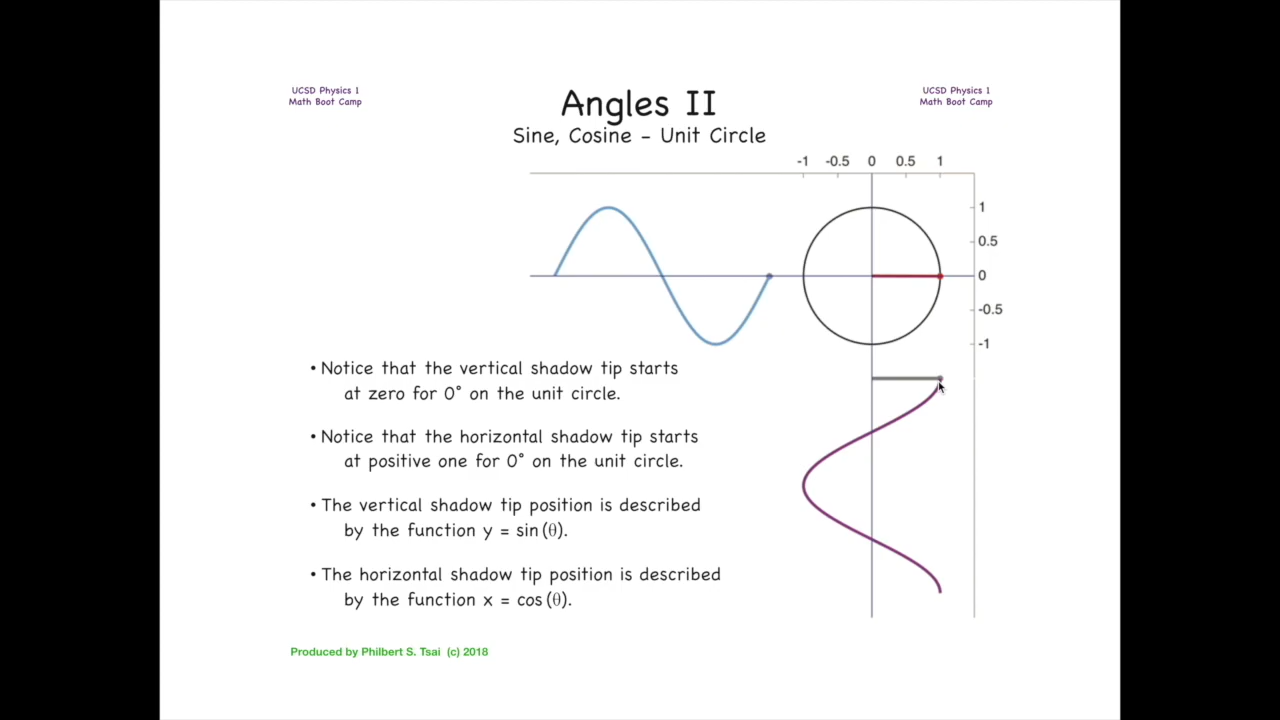 UCSD Physics 1
Math Boot Camp
Angles II
UCSD Physics 1
Math Boot Camp
Sine, Cosine – Unit Circle
-1 -0.5 0 0.5 1
1
0.5
0
-0.5
-1
• Notice that the vertical shadow tip starts
at zero for 0° on the unit circle.
• Notice that the horizontal shadow tip starts
at positive one for 0° on the unit circle.
• The vertical shadow tip position is described
by the function y = sin (θ).
• The horizontal shadow tip position is described
by the function x = cos (θ).
Produced by Philbert S. Tsai (c) 2018